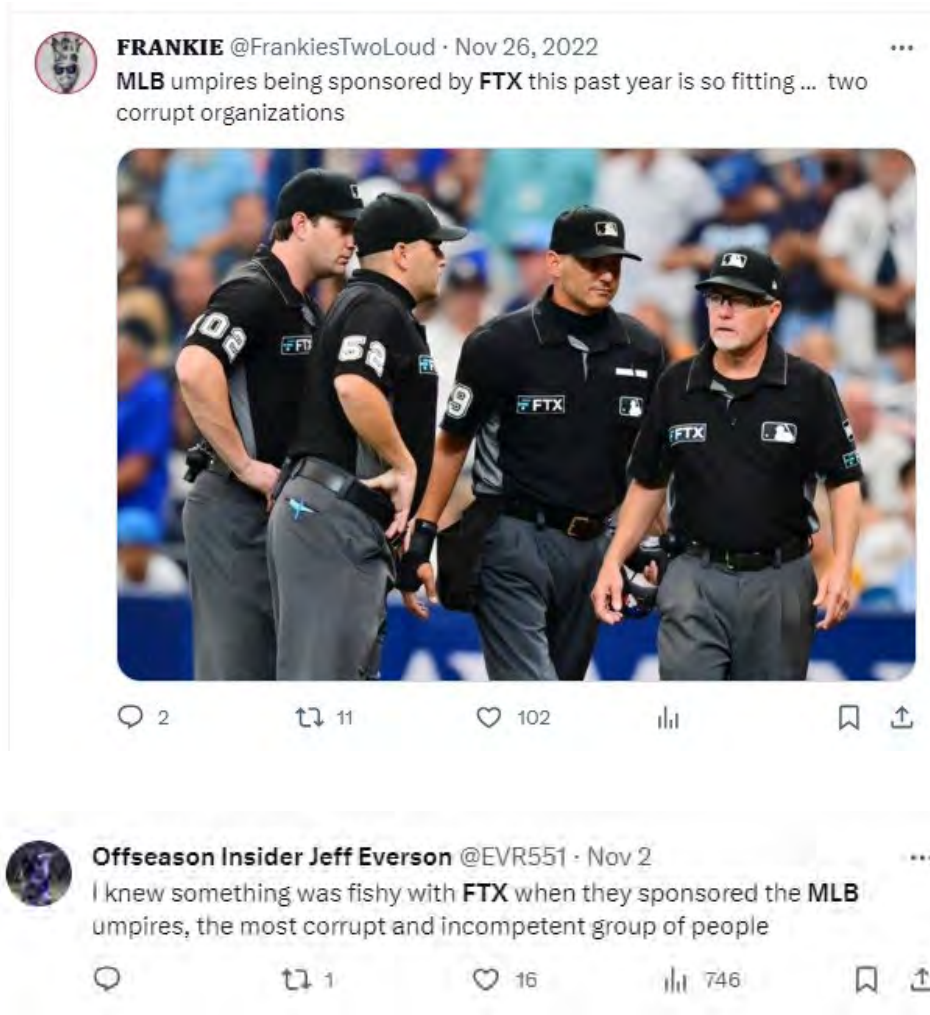 FRANKIE @FrankiesTwoLoud · Nov 26, 2022
MLB umpires being sponsored by FTX this past year is so fitting ... two
corrupt organizations
102
FTX
62
9
FTX
FTX
2
11
102
Offseason Insider Jeff Everson @EVR551 · Nov 2
I knew something was fishy with FTX when they sponsored the MLB
umpires, the most corrupt and incompetent group of people
1
16
746